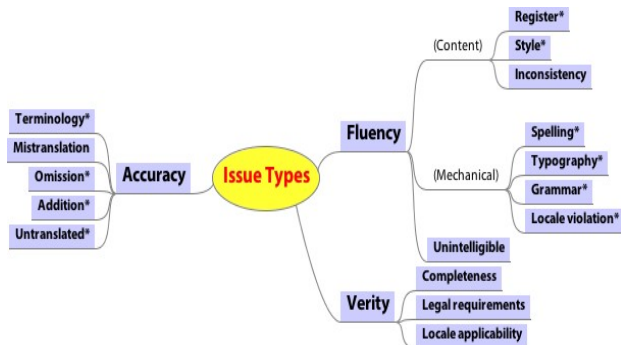 Issue Types
Accuracy
Terminology*
Mistranslation
Omission*
Addition*
Untranslated*
Fluency
(Content)
Register*
Style*
Inconsistency
(Mechanical)
Spelling*
Typography*
Grammar*
Locale violation*
Unintelligible
Verity
Completeness
Legal requirements
Locale applicability